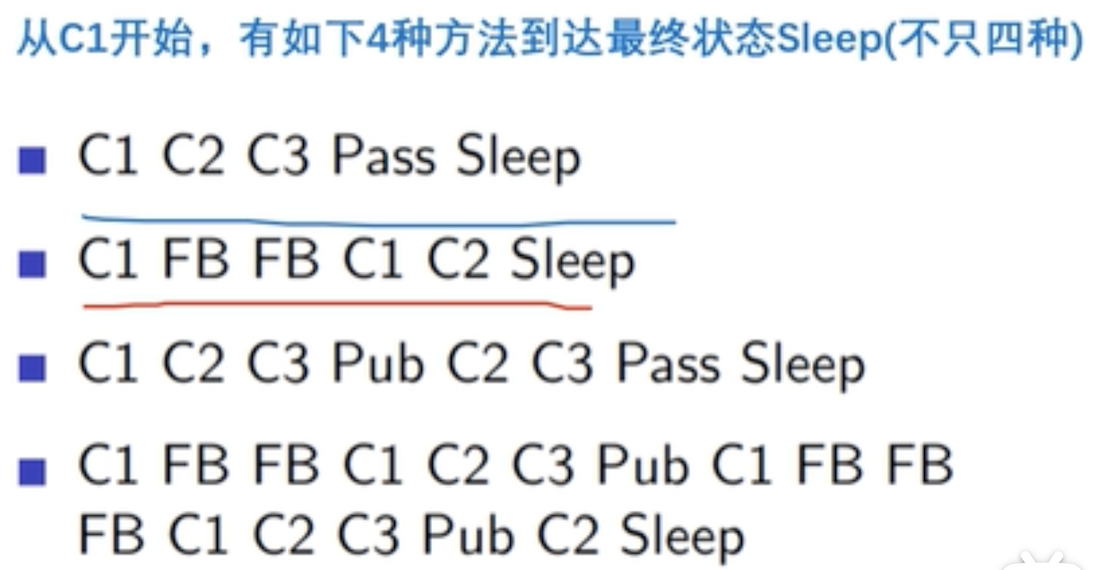 从C1开始，有如下4种方法到达最终状态Sleep(不只四种)
C1 C2 C3 Pass Sleep
C1 FB FB C1 C2 Sleep
C1 C2 C3 Pub C2 C3 Pass Sleep
C1 FB FB C1 C2 C3 Pub C1 FB FB
FB C1 C2 C3 Pub C2 Sleep